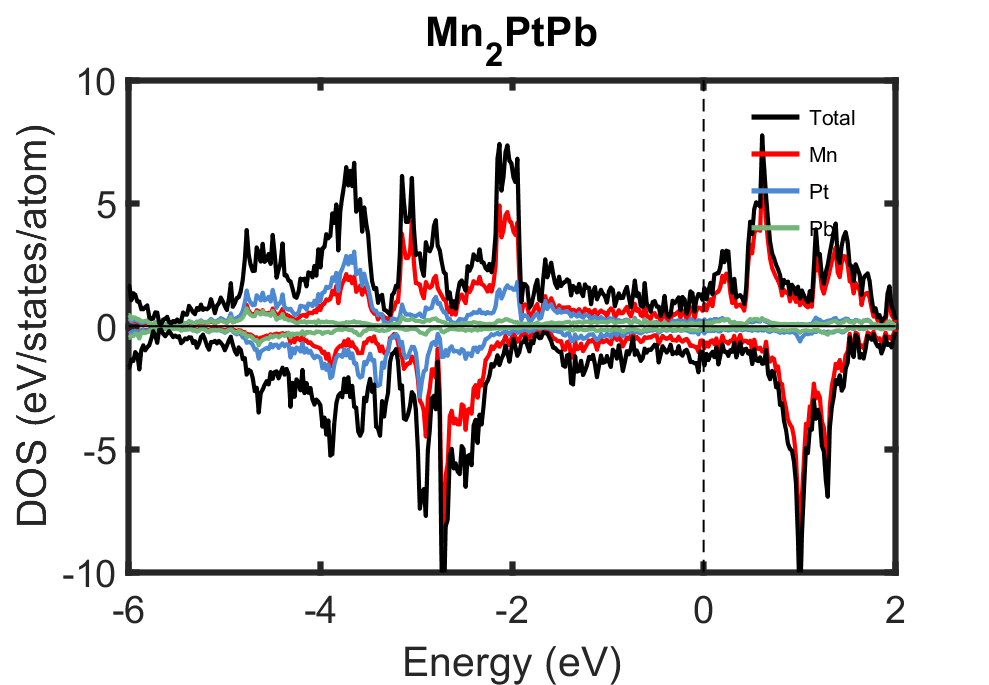 Mn2PtPb
10
5
0
-5
-10
DOS (eV/states/atom)
Total
Mn
Pt
Pb
-6 -4 -2 0 2
Energy (eV)